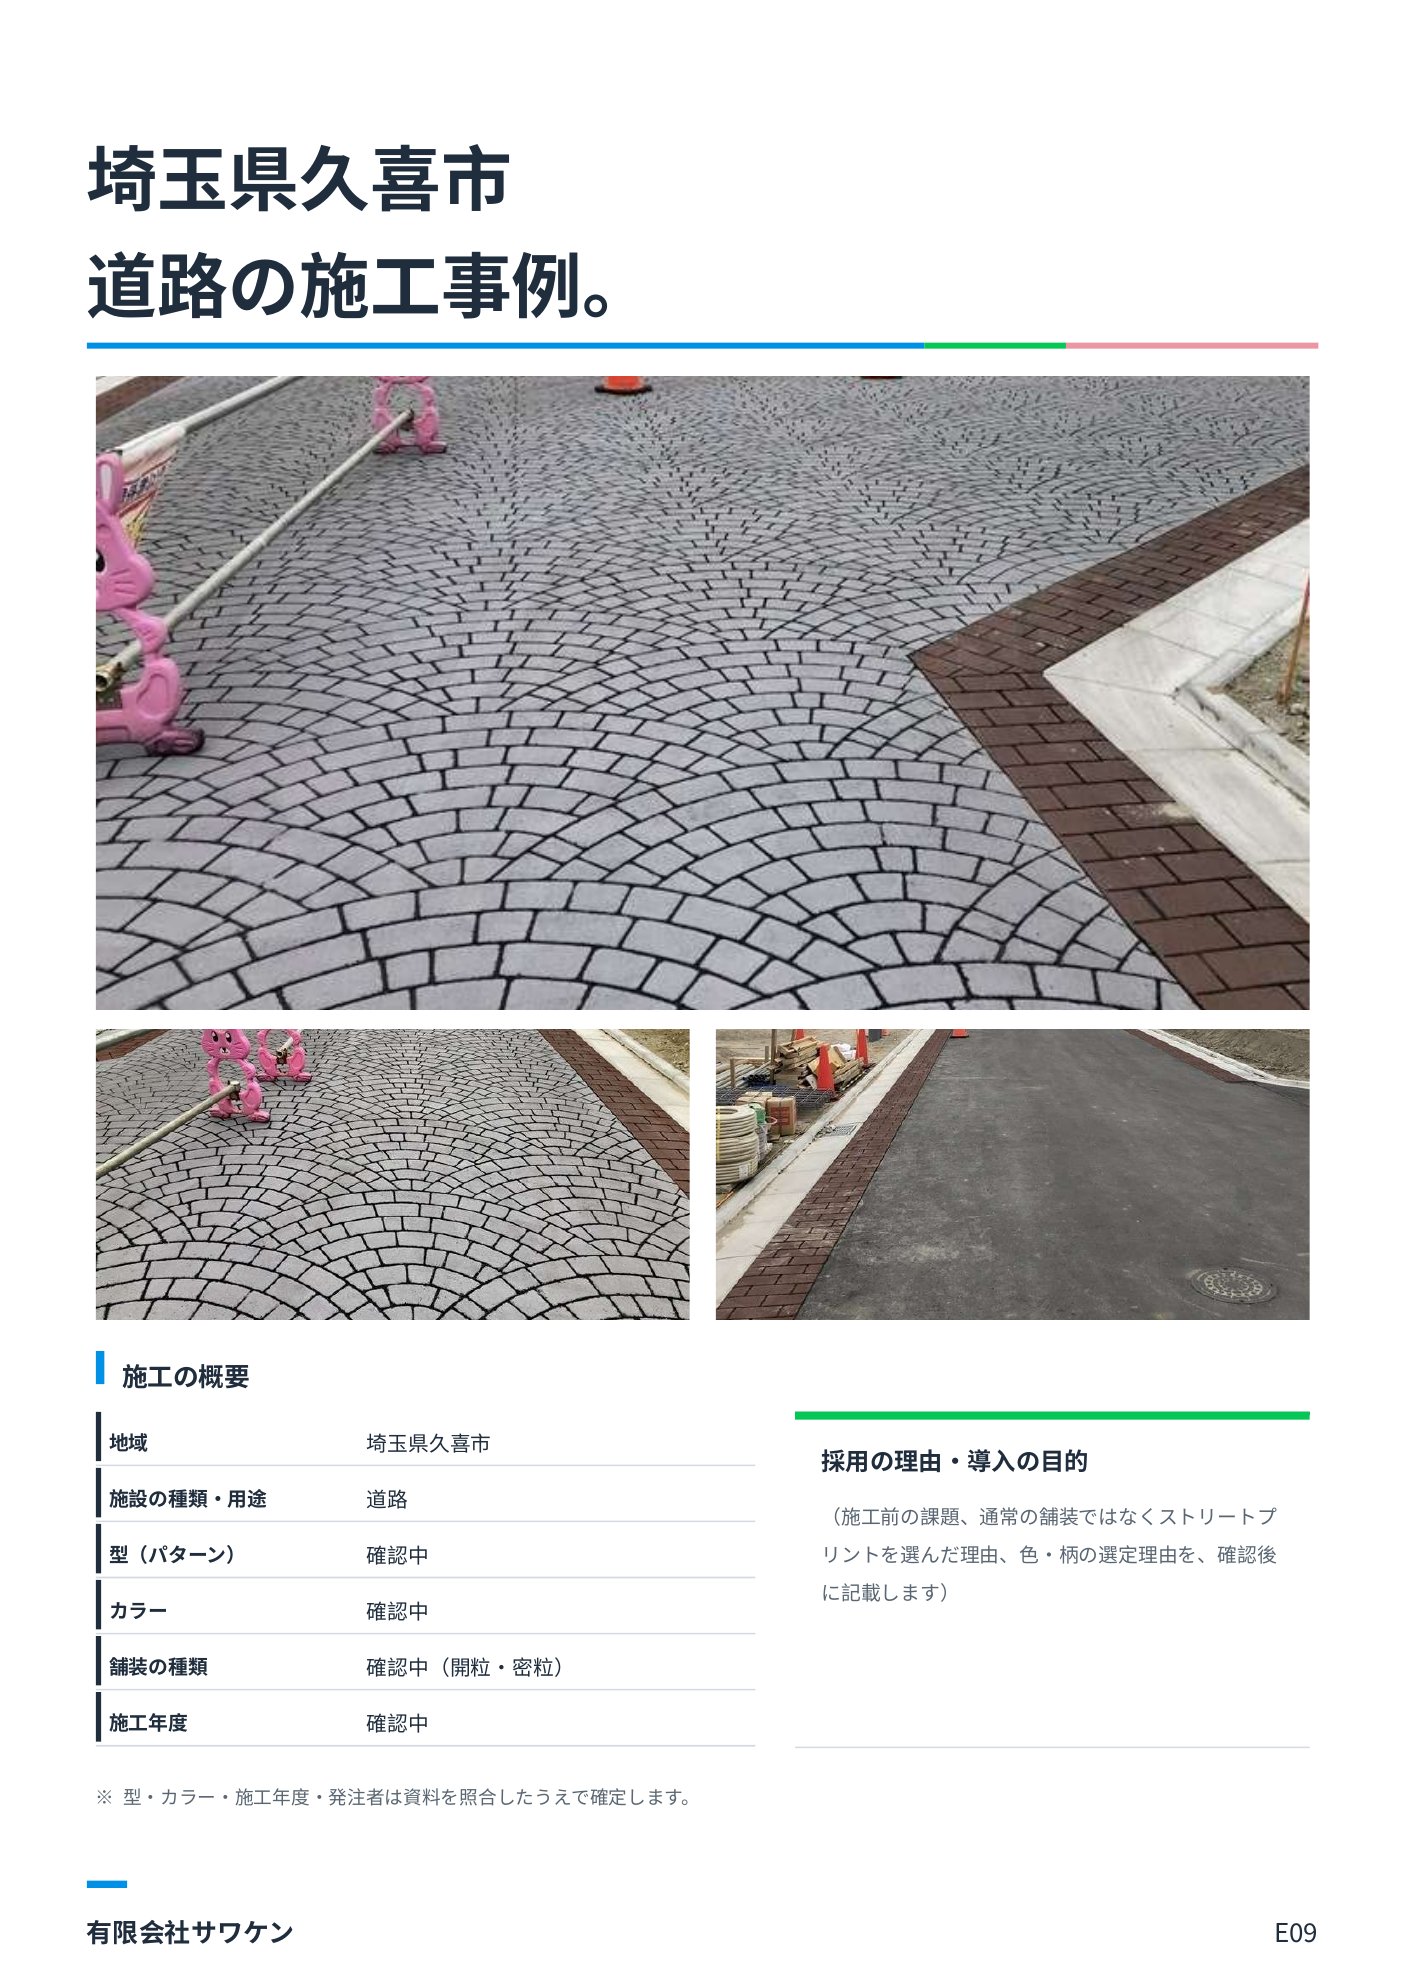 埼玉県久喜市
道路の施工事例。
施工の概要
地域 埼玉県久喜市
施設の種類・用途 道路
型（パターン） 確認中
カラー 確認中
舗装の種類 確認中（開粒・密粒）
施工年度 確認中
採用の理由・導入の目的
（施工前の課題、通常の舗装ではなくストリートプ
リントを選んだ理由、色・柄の選定理由を、確認後
に記載します）
※ 型・カラー・施工年度・発注者は資料を照合したうえで確定します。
有限会社サワケン
E09